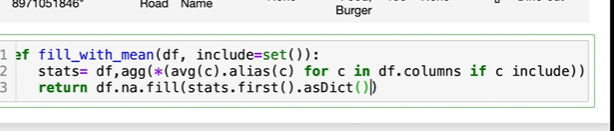 8971051846" Road Name
Burger
1 ef fill_with_mean(df, include=set()):
2 stats= df,agg(*(avg(c).alias(c) for c in df.columns if c include))
3 return df.na.fill(stats.first().asDict())